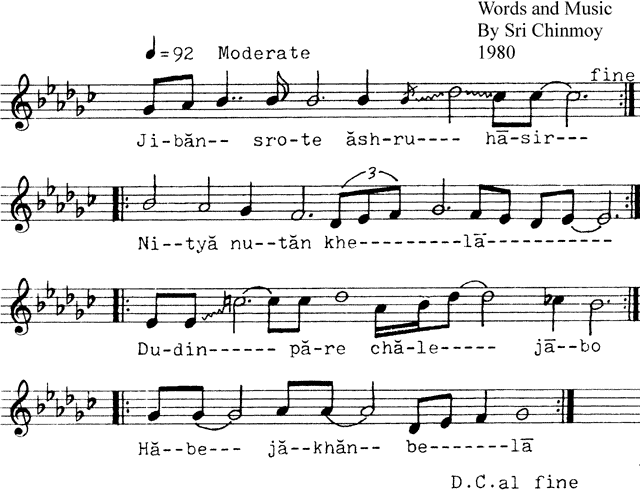 Words and Music
By Sri Chinmoy
1980
♩=92 Moderate
fine
Ji-băn-- sro-te ăsh-ru---- hā-sir---
3
Ni--tyă nu--tăn khe---------lā-----------
Du-din------ pă-re chă-le----- jā--bo
Hă--be--- jă-khăn-- be-------lā
D.C.al fine